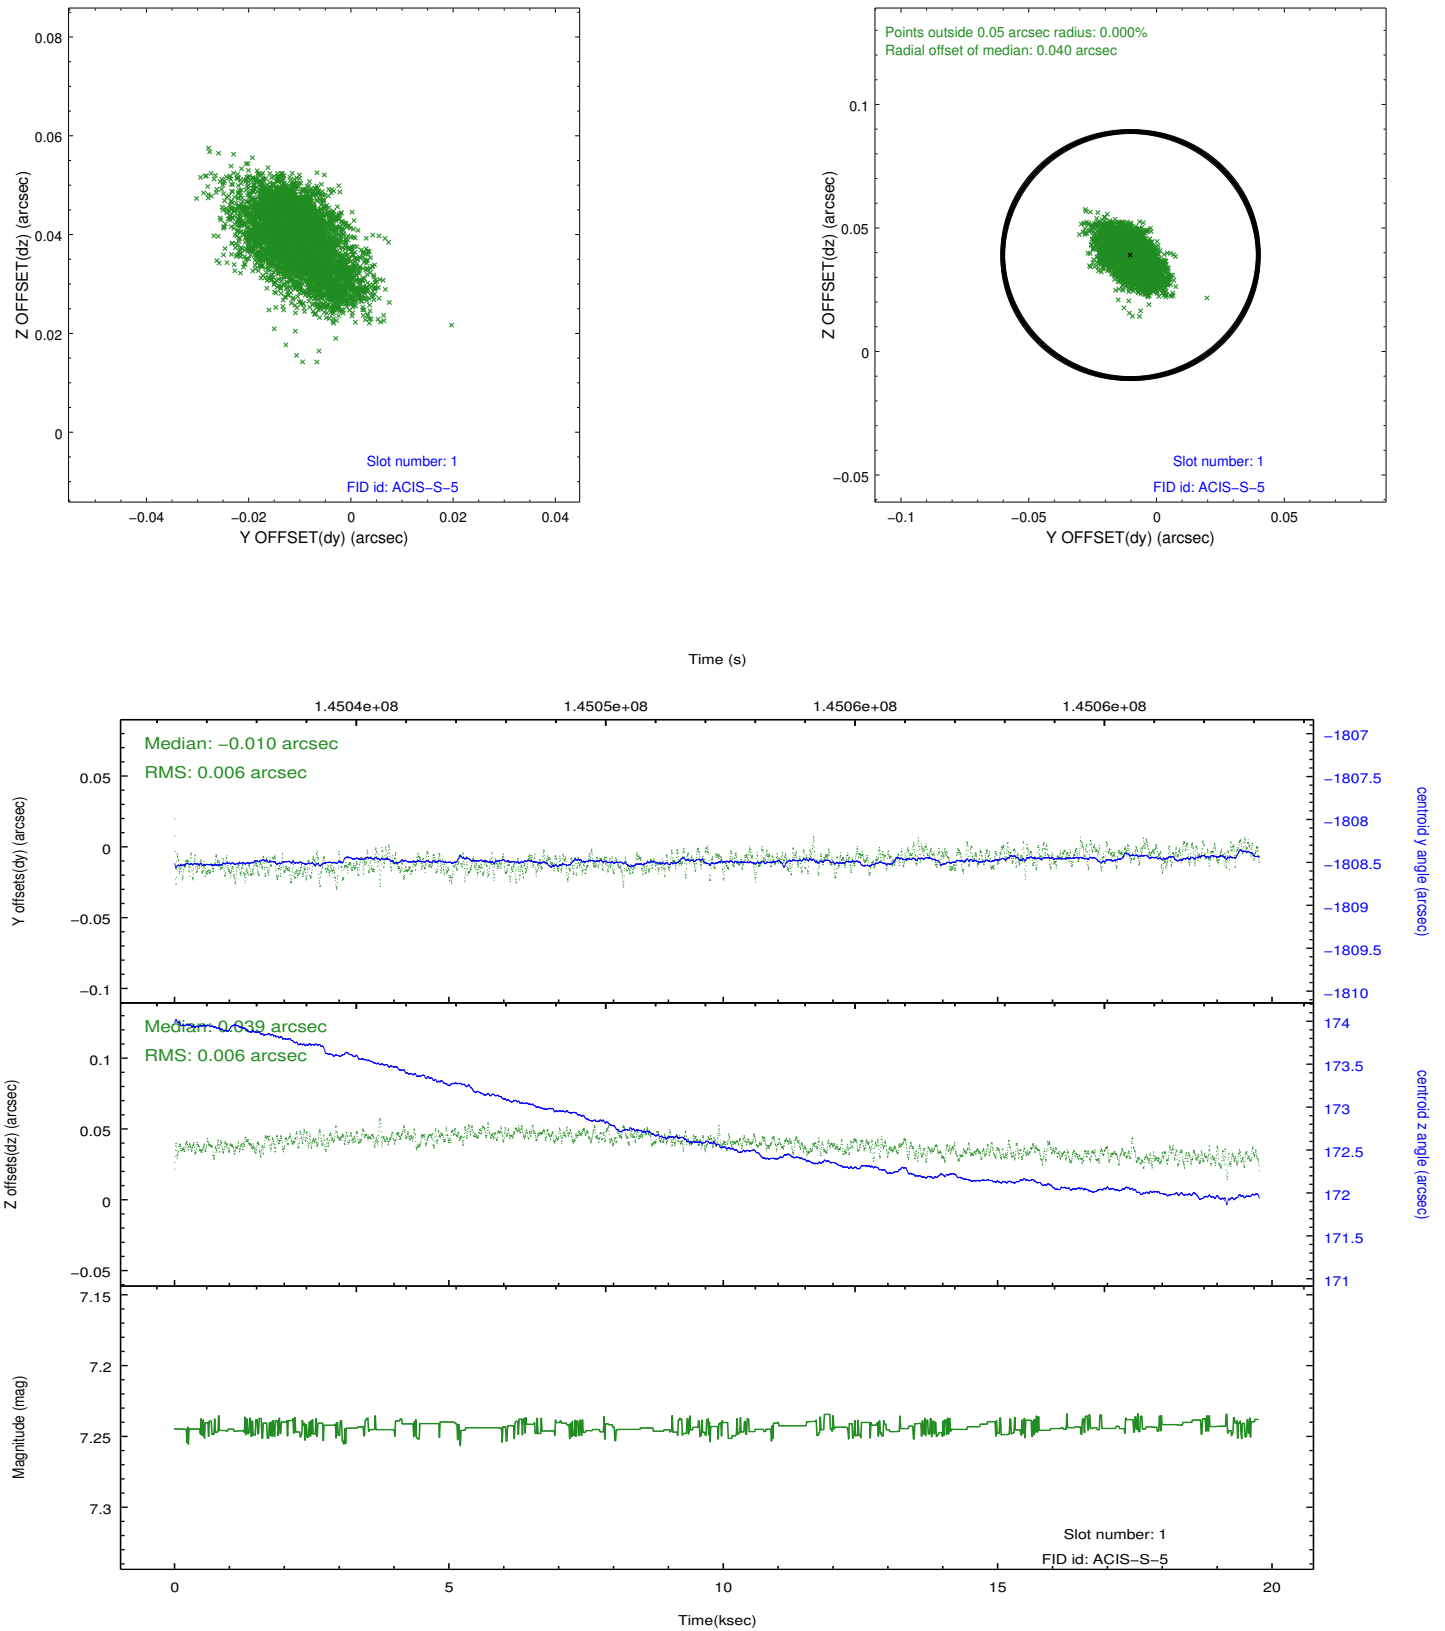 0.08
0.06
0.04
0.02
0
Z OFFSET(dz) (arcsec)
Slot number: 1
FID id: ACIS−S−5
−0.04
−0.02
0
0.02
0.04
Y OFFSET(dy) (arcsec)
Points outside 0.05 arcsec radius: 0.000%
Radial offset of median: 0.040 arcsec
0.1
0.05
0
−0.05
Z OFFSET(dz) (arcsec)
Slot number: 1
FID id: ACIS−S−5
−0.1
−0.05
0
0.05
Y OFFSET(dy) (arcsec)
Time (s)
1.4504e+08
1.4505e+08
1.4506e+08
1.4506e+08
Median: −0.010 arcsec
RMS: 0.006 arcsec
0.05
0
−0.05
−0.1
Y offsets(dy) (arcsec)
−1807
−1807.5
−1808
−1808.5
−1809
−1809.5
−1810
centroid y angle (arcsec)
Median: 0.039 arcsec
RMS: 0.006 arcsec
0.1
0.05
0
−0.05
Z offsets(dz) (arcsec)
174
173.5
173
172.5
172
171.5
171
centroid z angle (arcsec)
7.15
7.2
7.25
7.3
Magnitude (mag)
Slot number: 1
FID id: ACIS−S−5
0
5
10
15
20
Time(ksec)